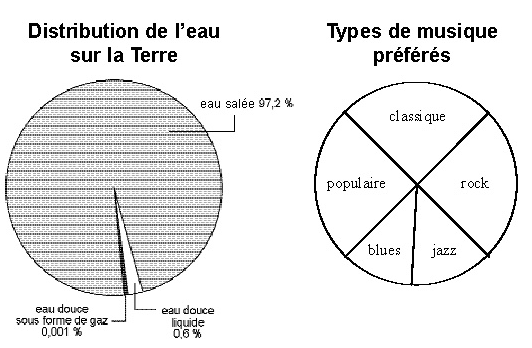 Distribution de l’eau
sur la Terre
eau salée 97,2 %
eau douce
sous forme de gaz
0,001 %
eau douce
liquide
0,6 %
Types de musique
préférés
classique
populaire
rock
blues
jazz